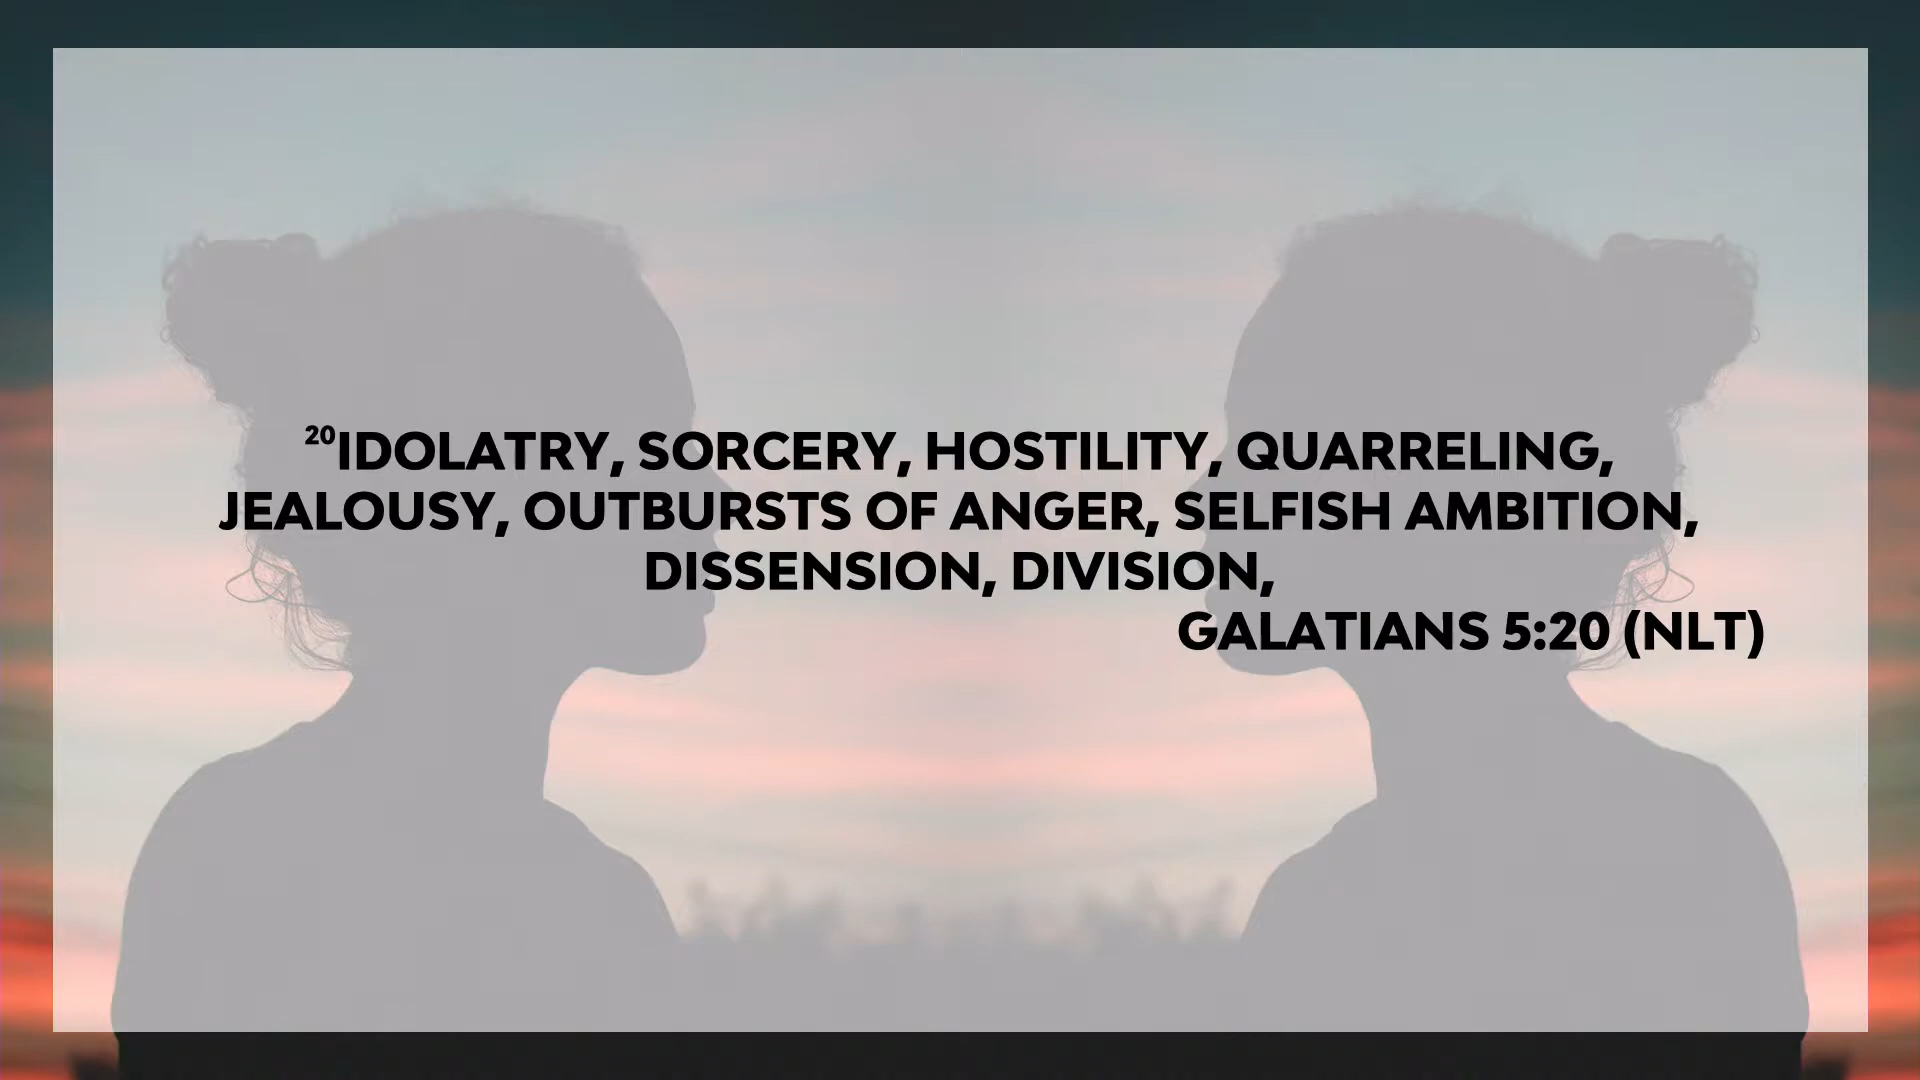 ²⁰IDOLATRY, SORCERY, HOSTILITY, QUARRELING,
JEALOUSY, OUTBURSTS OF ANGER, SELFISH AMBITION,
DISSENSION, DIVISION,
GALATIANS 5:20 (NLT)